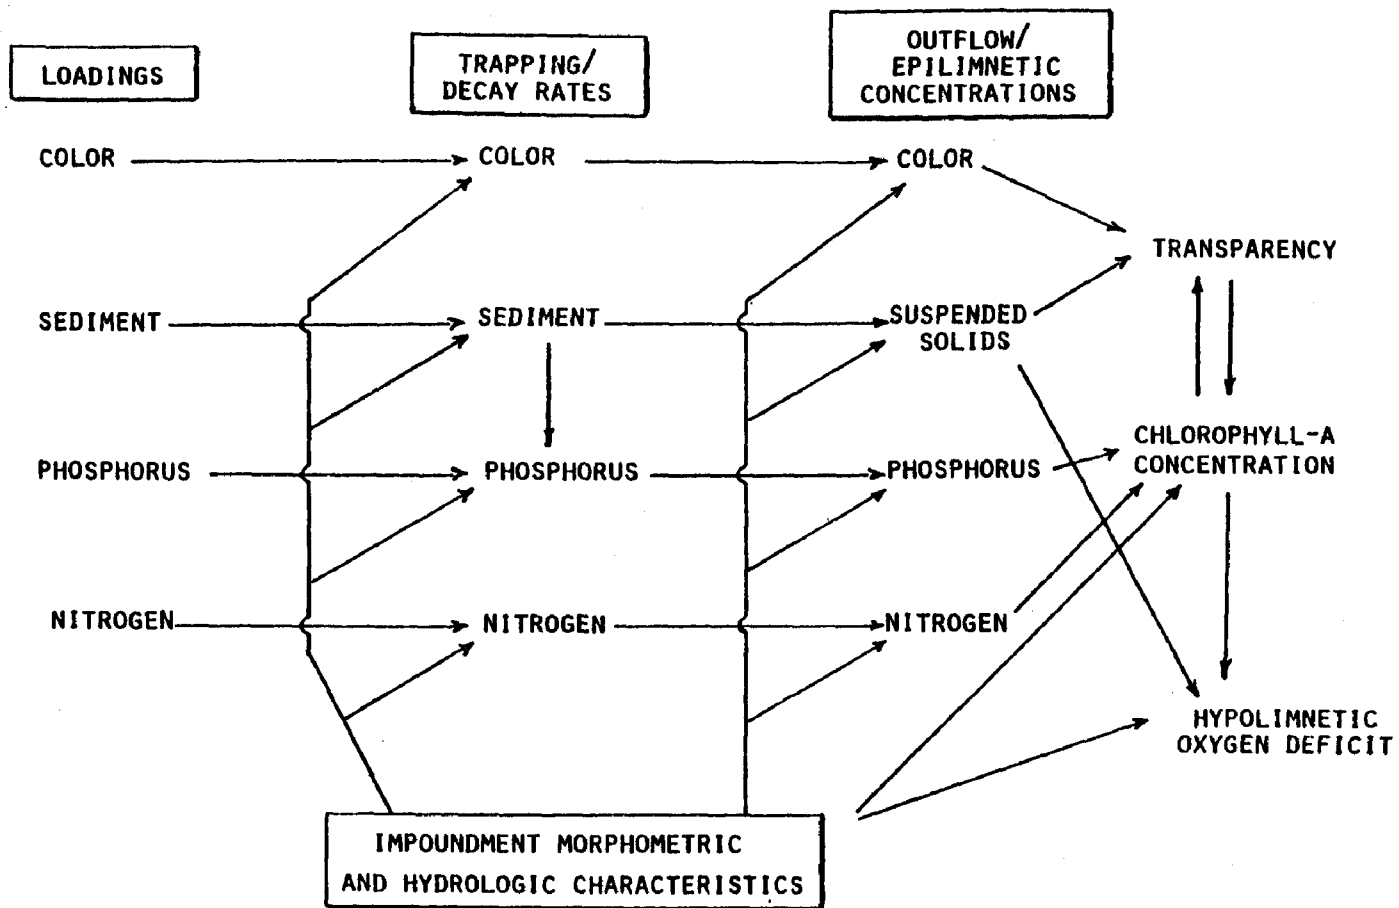 LOADINGS
TRAPPING/
DECAY RATES
OUTFLOW/
EPILIMNETIC
CONCENTRATIONS
COLOR
COLOR
COLOR
TRANSPARENCY
SEDIMENT
SEDIMENT
SUSPENDED
SOLIDS
CHLOROPHYLL-A
CONCENTRATION
PHOSPHORUS
PHOSPHORUS
PHOSPHORUS
NITROGEN
NITROGEN
NITROGEN
HYPOLIMNETIC
OXYGEN DEFICIT
IMPOUNDMENT MORPHOMETRIC
AND HYDROLOGIC CHARACTERISTICS